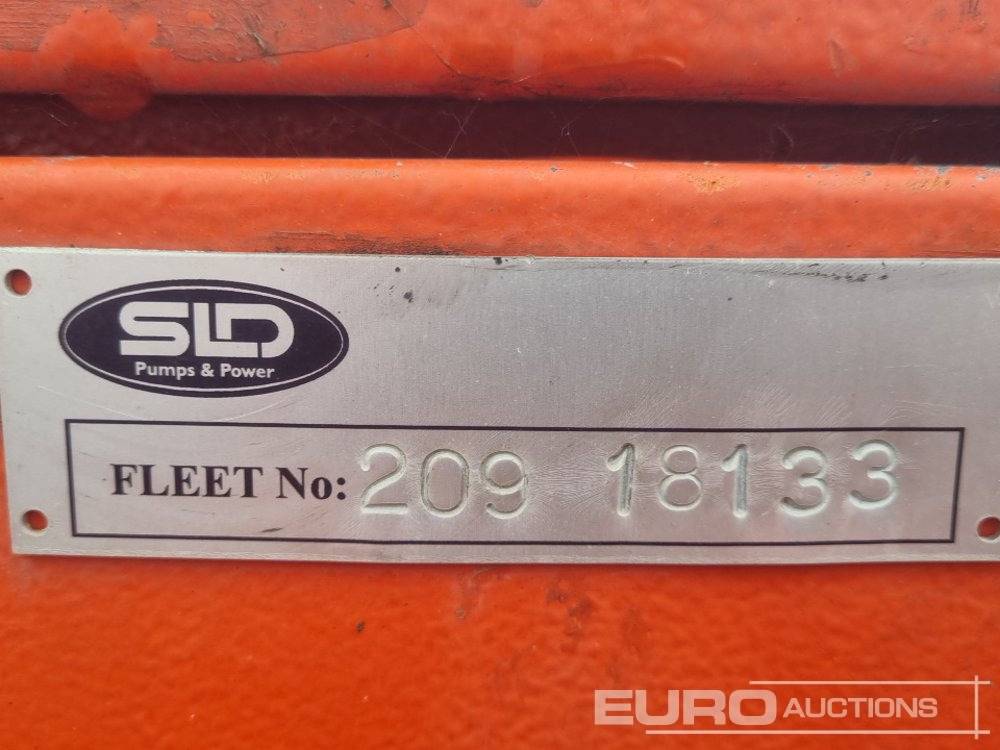 SLD
Pumps & Power
FLEET No: 209 18133
EURO AUCTIONS